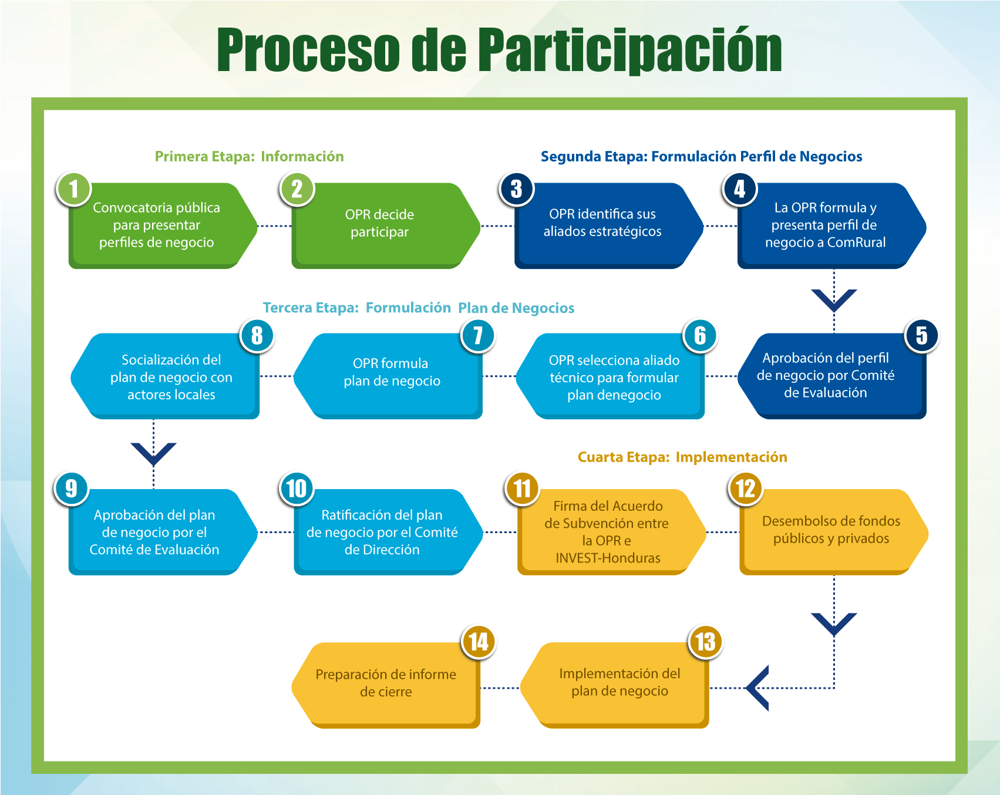 Proceso de Participación
Primera Etapa: Información
1
Convocatoria pública
para presentar
perfiles de negocio
2
OPR decide
participar
Segunda Etapa: Formulación Perfil de Negocios
3
OPR identifica sus
aliados estratégicos
4
La OPR formula y
presenta perfil de
negocio a ComRural
5
Aprobación del perfil
de negocio por Comité
de Evaluación
Tercera Etapa: Formulación Plan de Negocios
6
OPR selecciona aliado
técnico para formular
plan denegocio
7
OPR formula
plan de negocio
8
Socialización del
plan de negocio con
actores locales
9
Aprobación del plan
de negocio por el
Comité de Evaluación
10
Ratificación del plan
de negocio por el Comité
de Dirección
Cuarta Etapa: Implementación
11
Firma del Acuerdo
de Subvención entre
la OPR e
INVEST-Honduras
12
Desembolso de fondos
públicos y privados
13
Implementación del
plan de negocio
14
Preparación de informe
de cierre